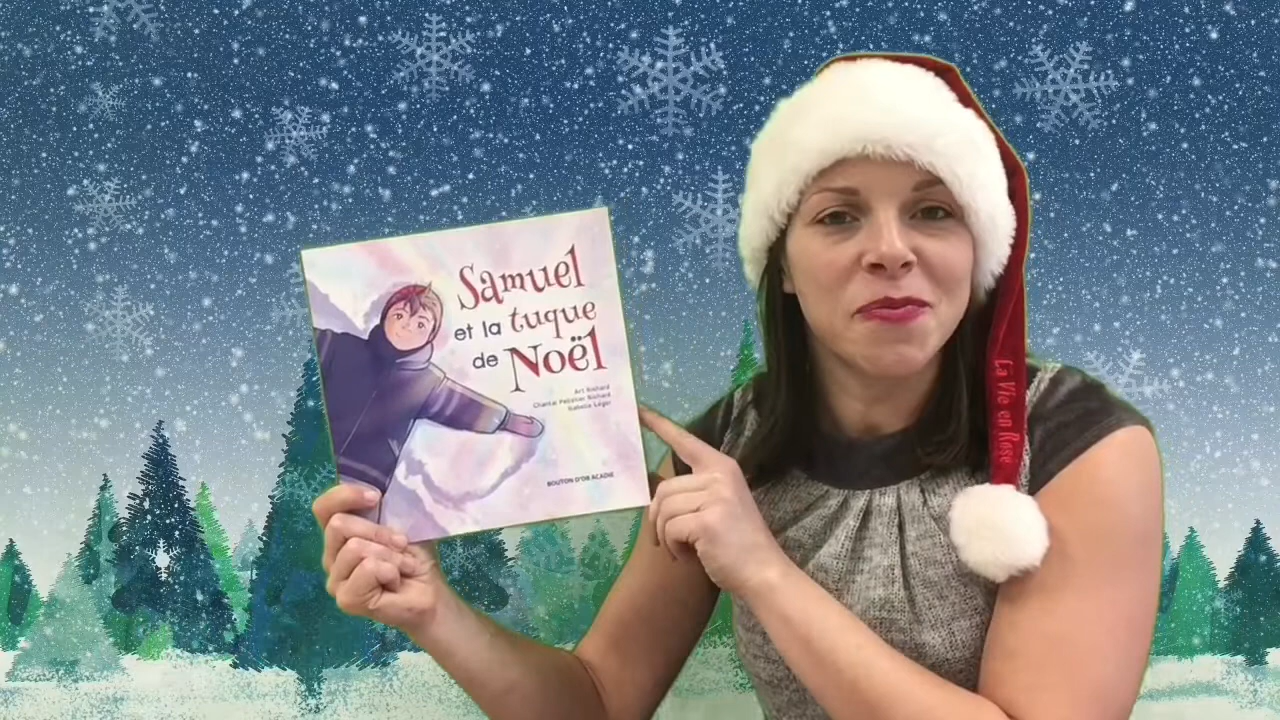 Samuel
et la tuque
de Noël
Art Richard
Chantal Pelletier Richard
Isabelle Léger
BOUTON D'OR ACADIE
La Vie en Rose